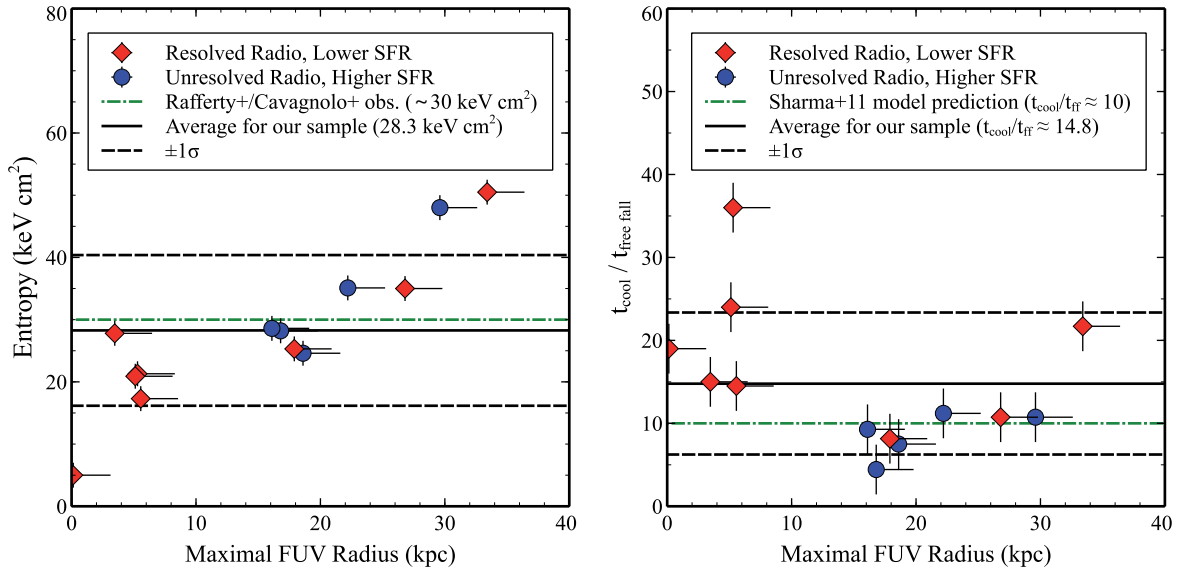 80
60
40
20
0
Entropy (keV cm²)
Resolved Radio, Lower SFR
Unresolved Radio, Higher SFR
Rafferty+/Cavagnolo+ obs. (~30 keV cm²)
Average for our sample (28.3 keV cm²)
±1σ
0 10 20 30 40
Maximal FUV Radius (kpc)
60
50
40
30
20
10
0
t_cool / t_free fall
Resolved Radio, Lower SFR
Unresolved Radio, Higher SFR
Sharma+11 model prediction (t_cool/t_ff ≈ 10)
Average for our sample (t_cool/t_ff ≈ 14.8)
±1σ
0 10 20 30 40
Maximal FUV Radius (kpc)